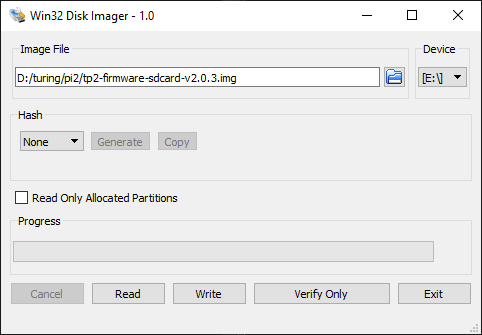 Win32 Disk Imager - 1.0
Image File
Device
D:/turing/pi2/tp2-firmware-sdcard-v2.0.3.img
[E:\]
Hash
None
Generate
Copy
Read Only Allocated Partitions
Progress
Cancel
Read
Write
Verify Only
Exit